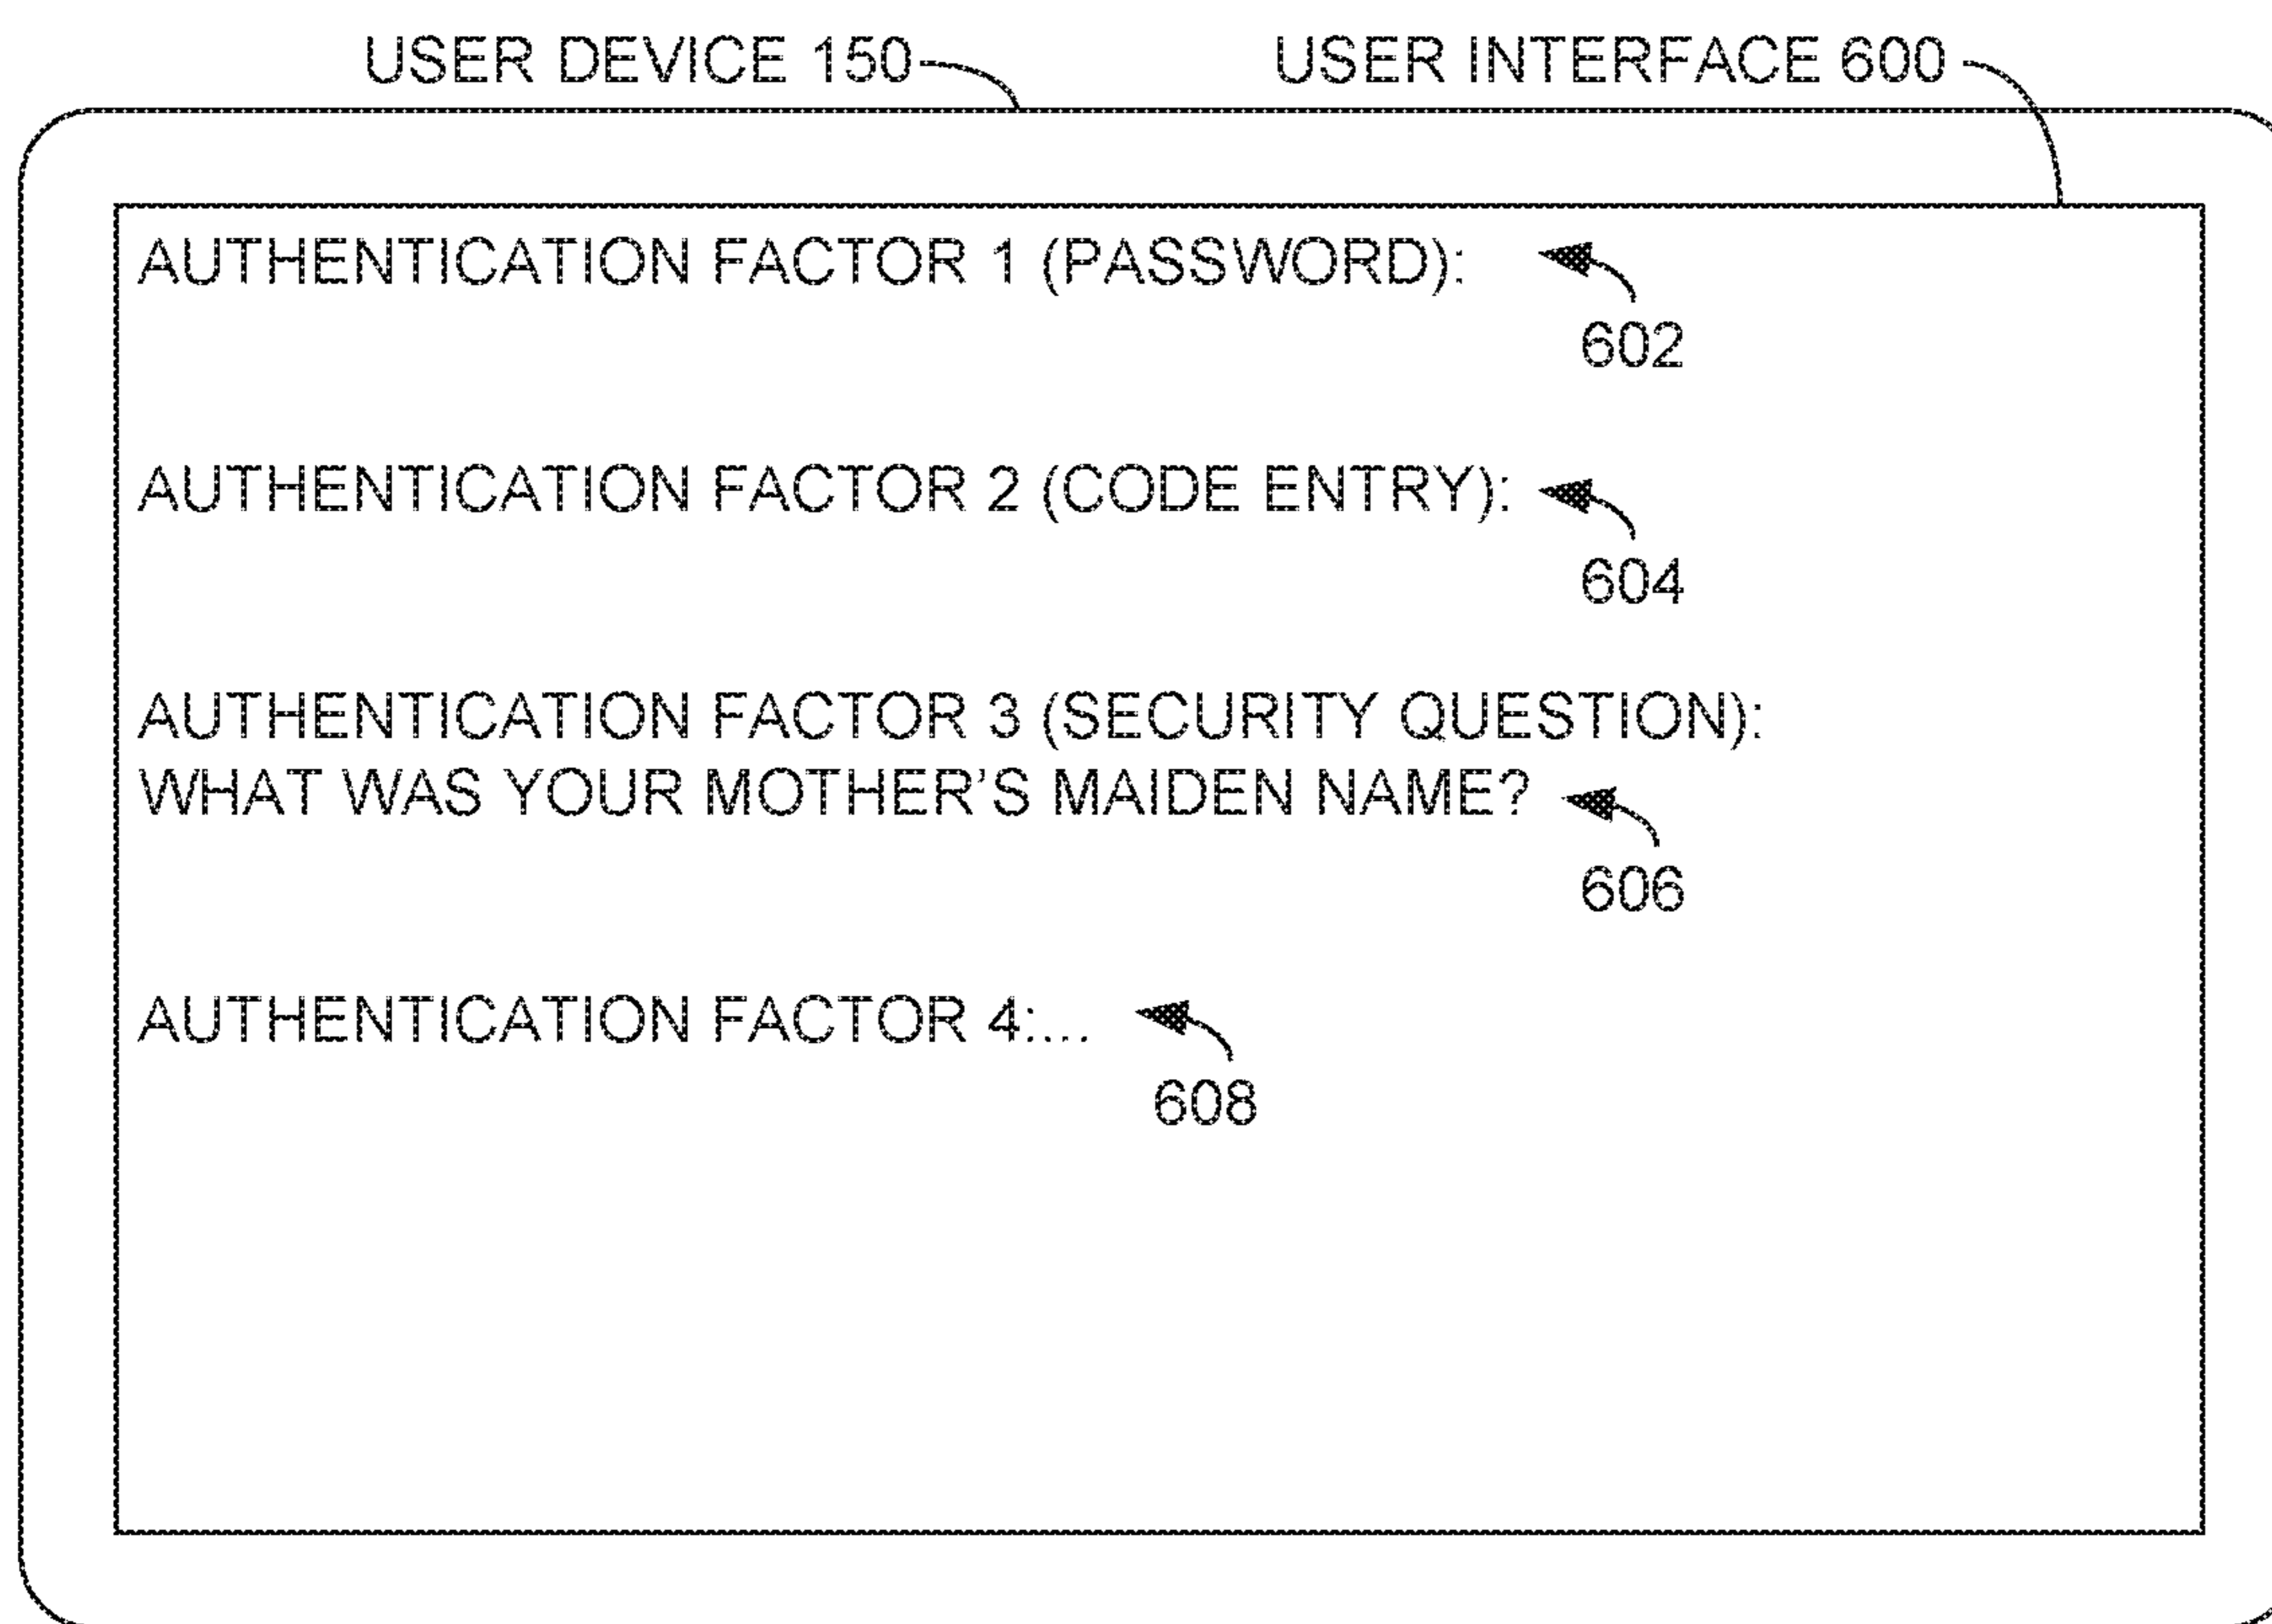 USER DEVICE 150
USER INTERFACE 600
AUTHENTICATION FACTOR 1 (PASSWORD):
602
AUTHENTICATION FACTOR 2 (CODE ENTRY):
604
AUTHENTICATION FACTOR 3 (SECURITY QUESTION):
WHAT WAS YOUR MOTHER'S MAIDEN NAME?
606
AUTHENTICATION FACTOR 4:...
608